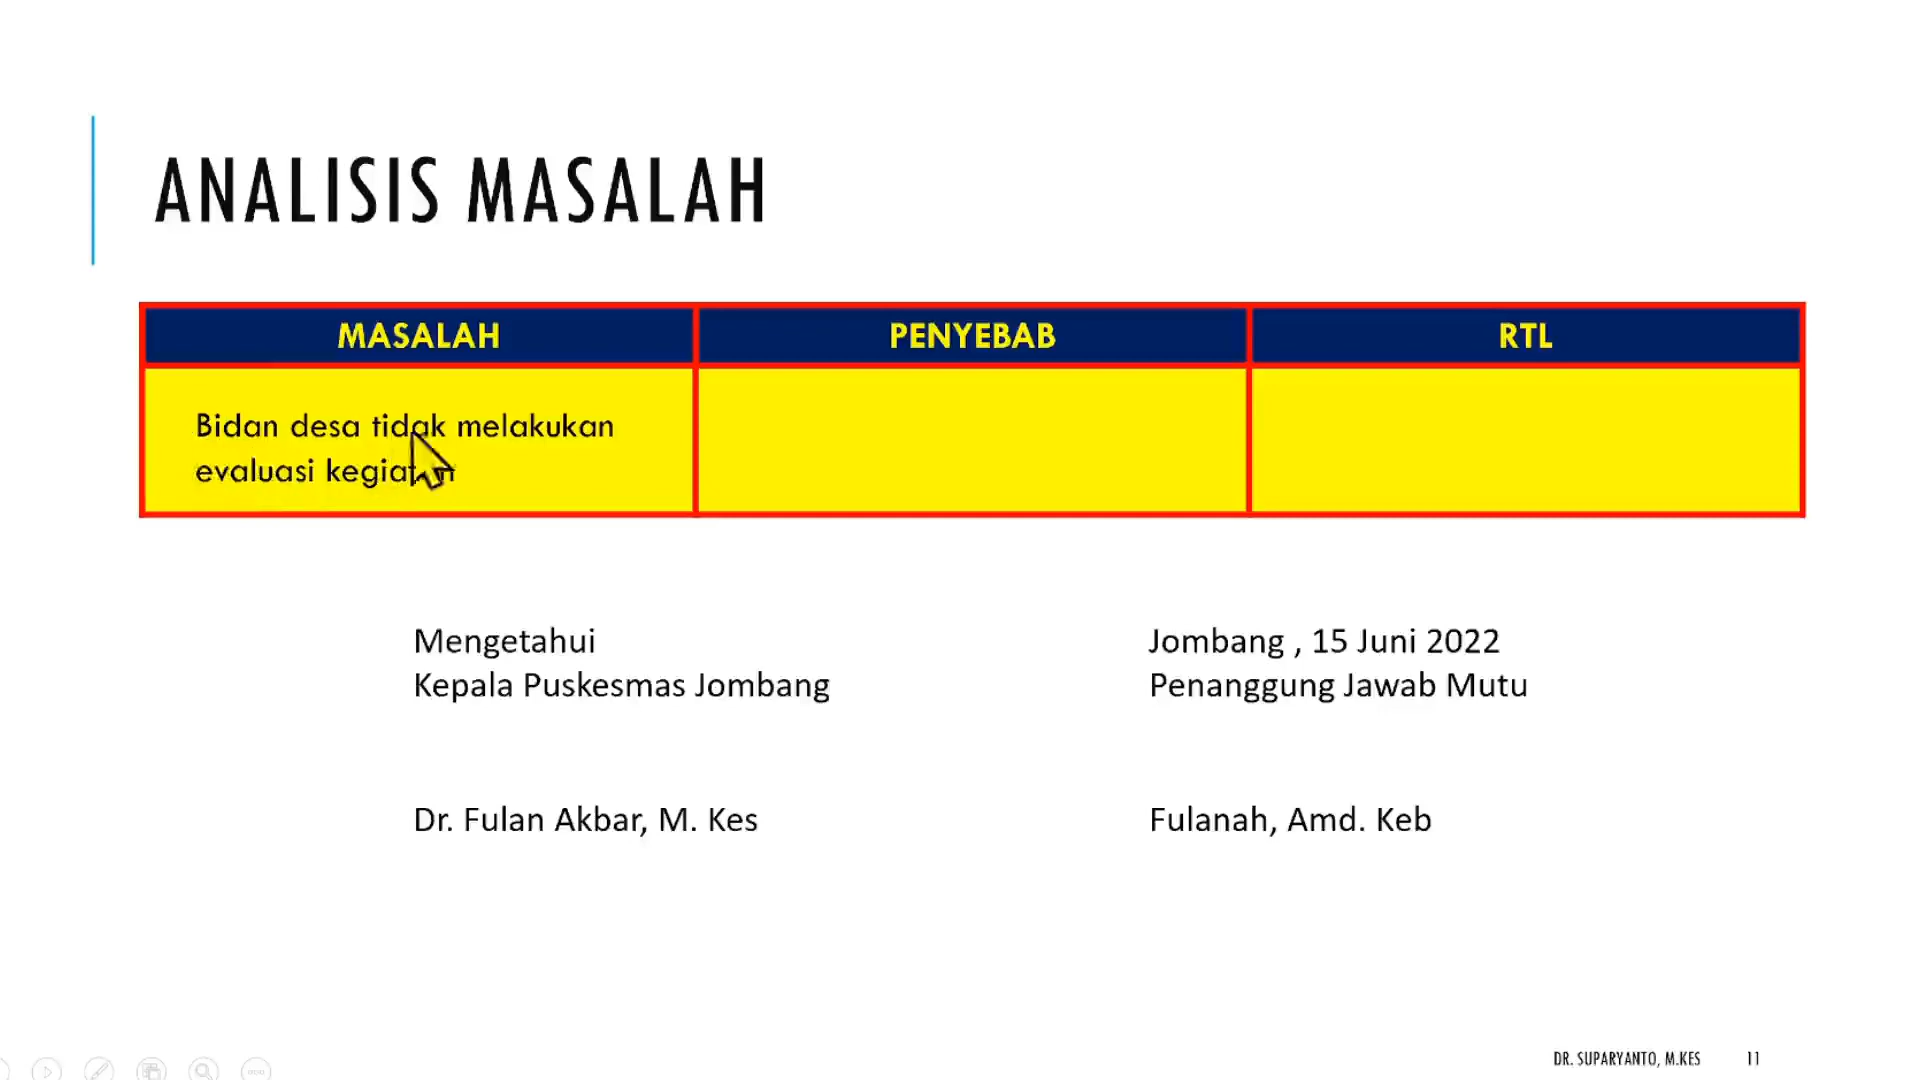 ANALISIS MASALAH
MASALAH PENYEBAB RTL
Bidan desa tidak melakukan
evaluasi kegiatan
Mengetahui
Kepala Puskesmas Jombang
Dr. Fulan Akbar, M. Kes
Jombang , 15 Juni 2022
Penanggung Jawab Mutu
Fulanah, Amd. Keb
DR. SUPARYANTO, M.KES 11